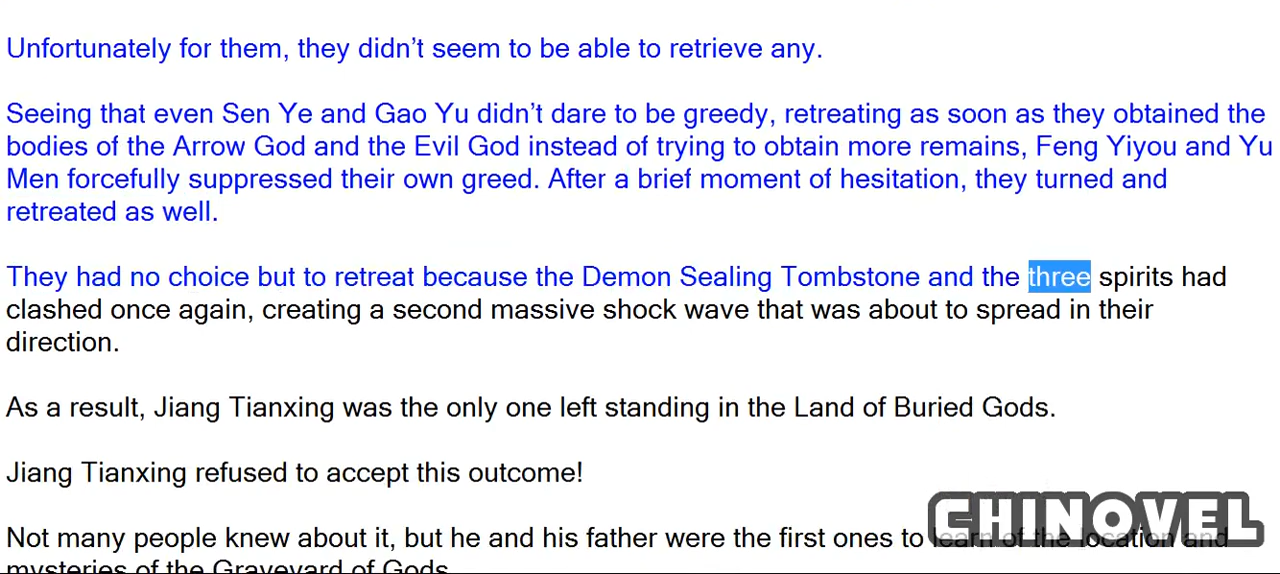 Unfortunately for them, they didn’t seem to be able to retrieve any.
Seeing that even Sen Ye and Gao Yu didn’t dare to be greedy, retreating as soon as they obtained the
bodies of the Arrow God and the Evil God instead of trying to obtain more remains, Feng Yiyou and Yu
Men forcefully suppressed their own greed. After a brief moment of hesitation, they turned and
retreated as well.
They had no choice but to retreat because the Demon Sealing Tombstone and the three spirits had
clashed once again, creating a second massive shock wave that was about to spread in their
direction.
As a result, Jiang Tianxing was the only one left standing in the Land of Buried Gods.
Jiang Tianxing refused to accept this outcome!
Not many people knew about it, but he and his father were the first ones to learn of the location and
mysteries of the Graveyard of Gods.
CHINOVEL